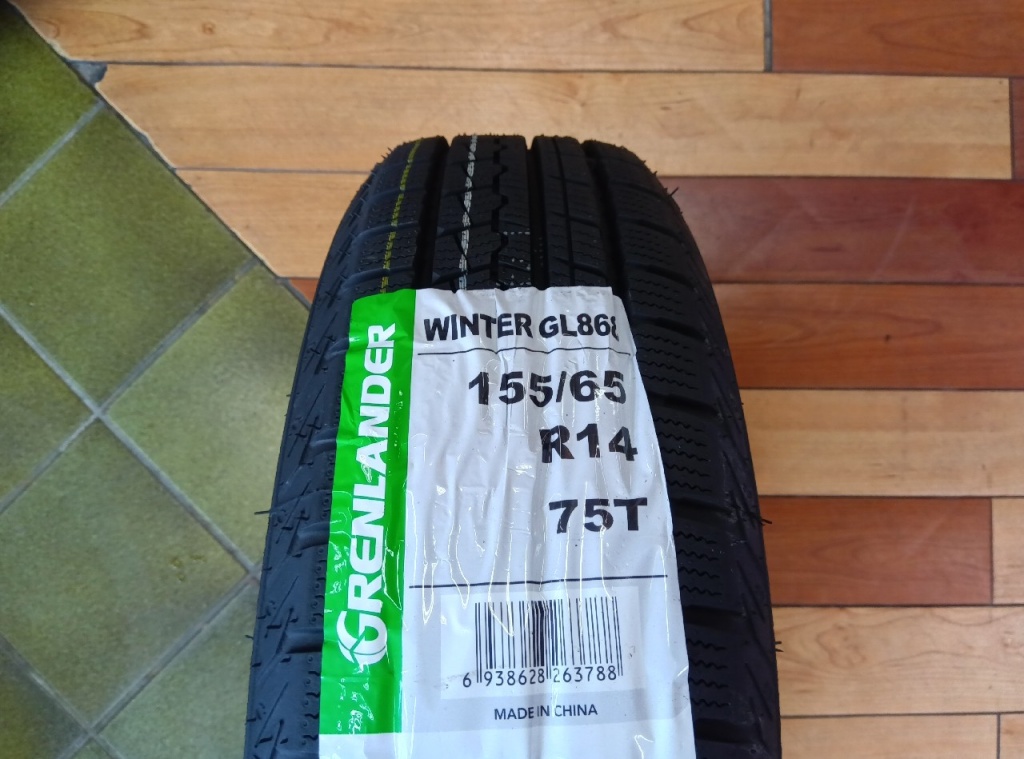 GRENLANDER
WINTER GL868
155/65
R14
75T
6 938628 263788
MADE IN CHINA